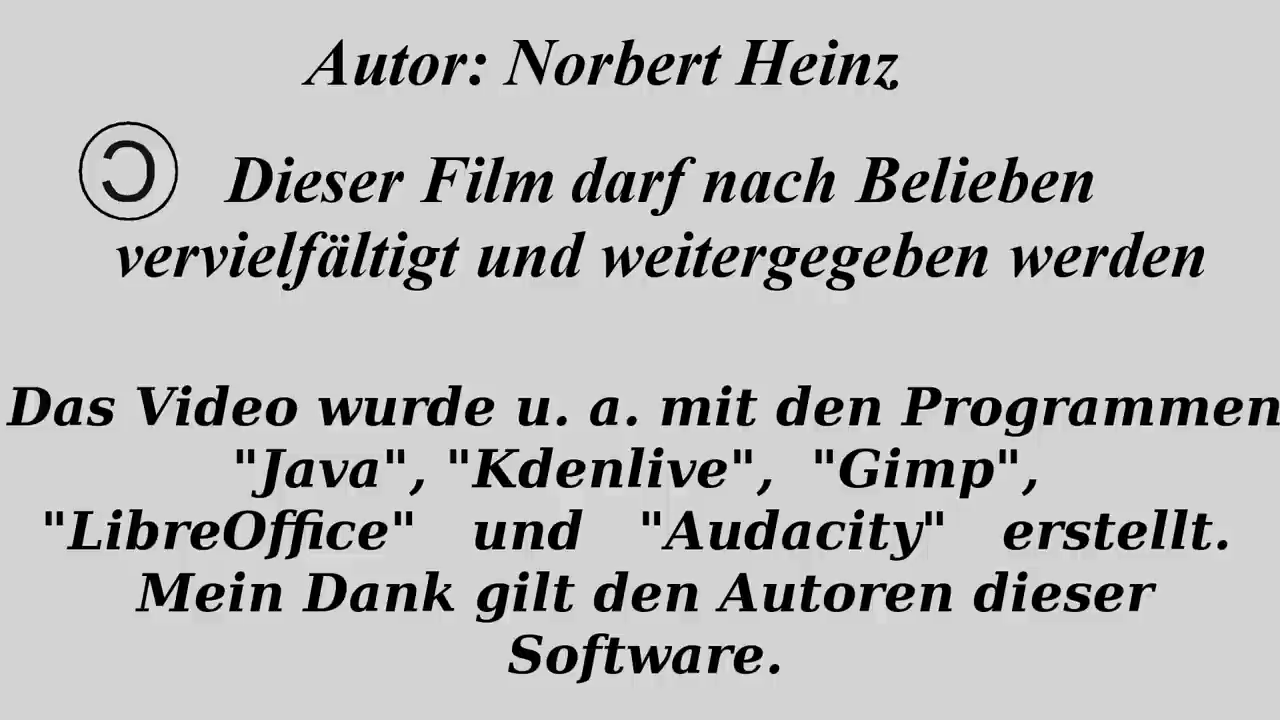 Autor: Norbert Heinz
Dieser Film darf nach Belieben
vervielfältigt und weitergegeben werden
Das Video wurde u. a. mit den Programmen
"Java", "Kdenlive", "Gimp",
"LibreOffice" und "Audacity" erstellt.
Mein Dank gilt den Autoren dieser
Software.